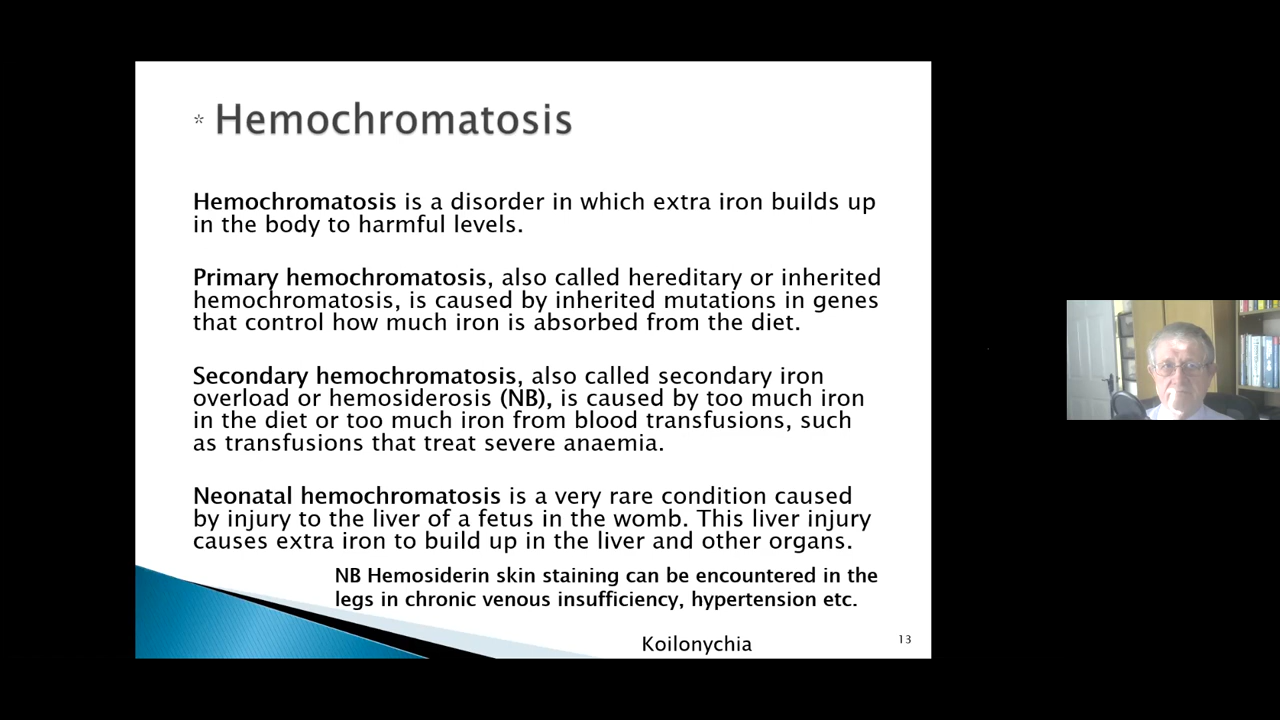 * Hemochromatosis
Hemochromatosis is a disorder in which extra iron builds up
in the body to harmful levels.
Primary hemochromatosis, also called hereditary or inherited
hemochromatosis, is caused by inherited mutations in genes
that control how much iron is absorbed from the diet.
Secondary hemochromatosis, also called secondary iron
overload or hemosiderosis (NB), is caused by too much iron
in the diet or too much iron from blood transfusions, such
as transfusions that treat severe anaemia.
Neonatal hemochromatosis is a very rare condition caused
by injury to the liver of a fetus in the womb. This liver injury
causes extra iron to build up in the liver and other organs.
NB Hemosiderin skin staining can be encountered in the
legs in chronic venous insufficiency, hypertension etc.
Koilonychia
13